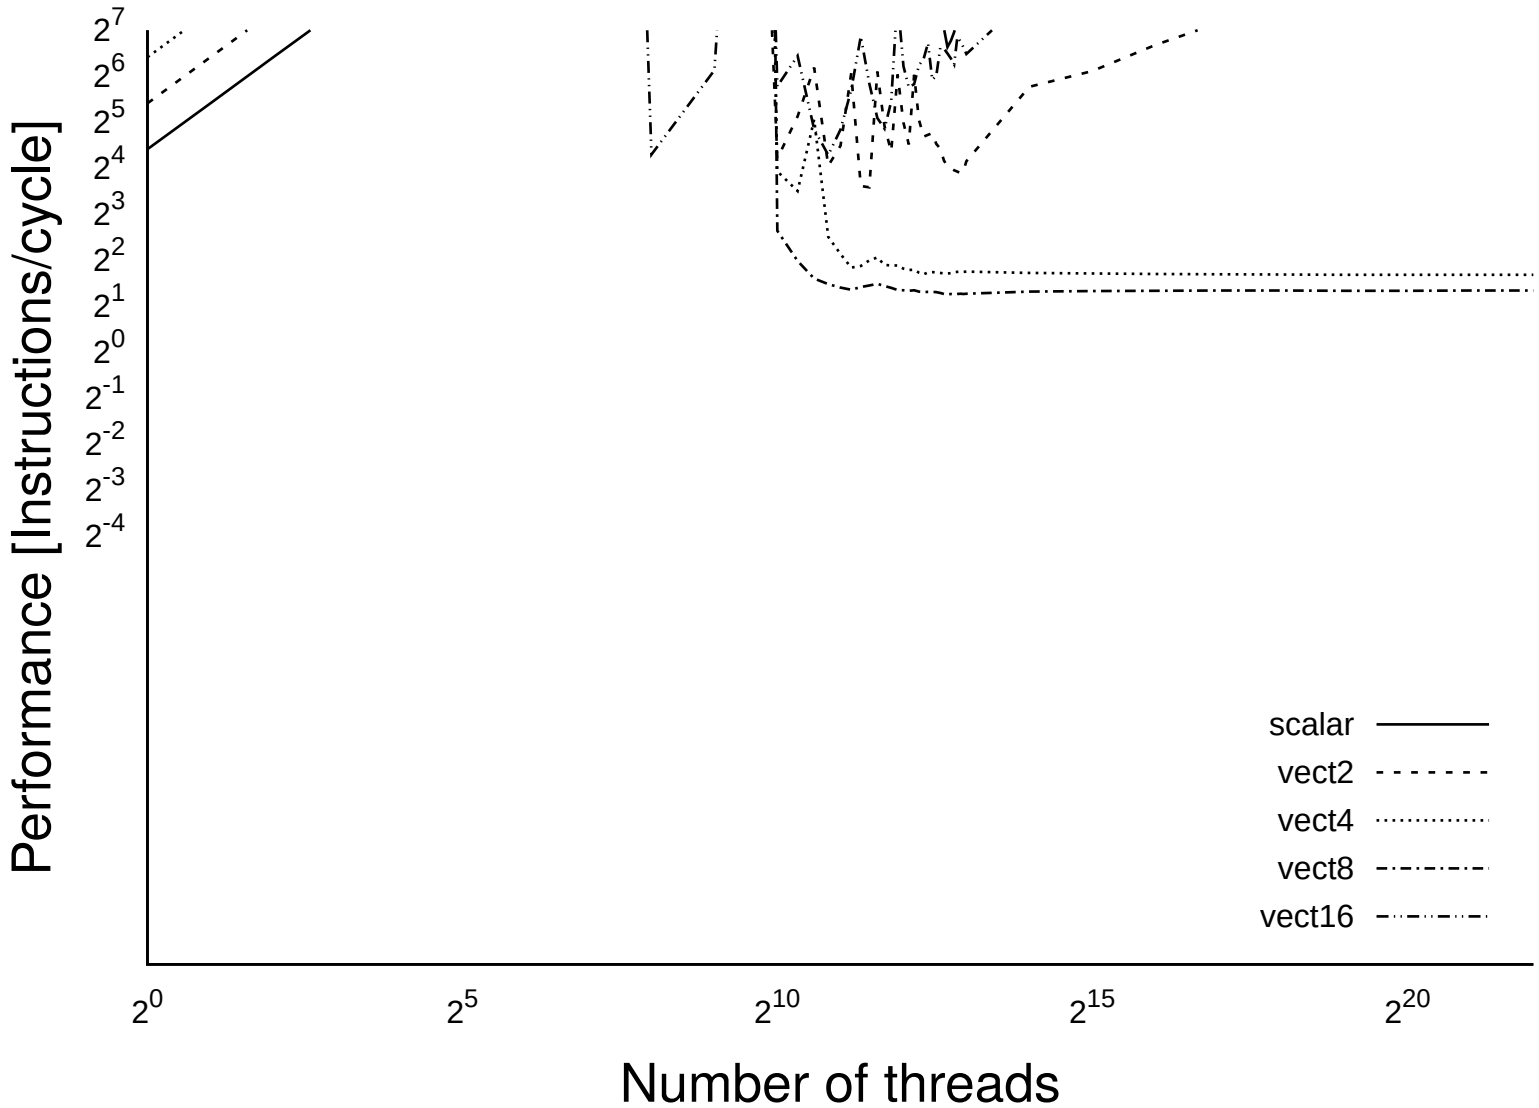 2^7
2^6
2^5
2^4
2^3
2^2
2^1
2^0
2^-1
2^-2
2^-3
2^-4
Performance [Instructions/cycle]
scalar
vect2
vect4
vect8
vect16
2^0 2^5 2^10 2^15 2^20
Number of threads